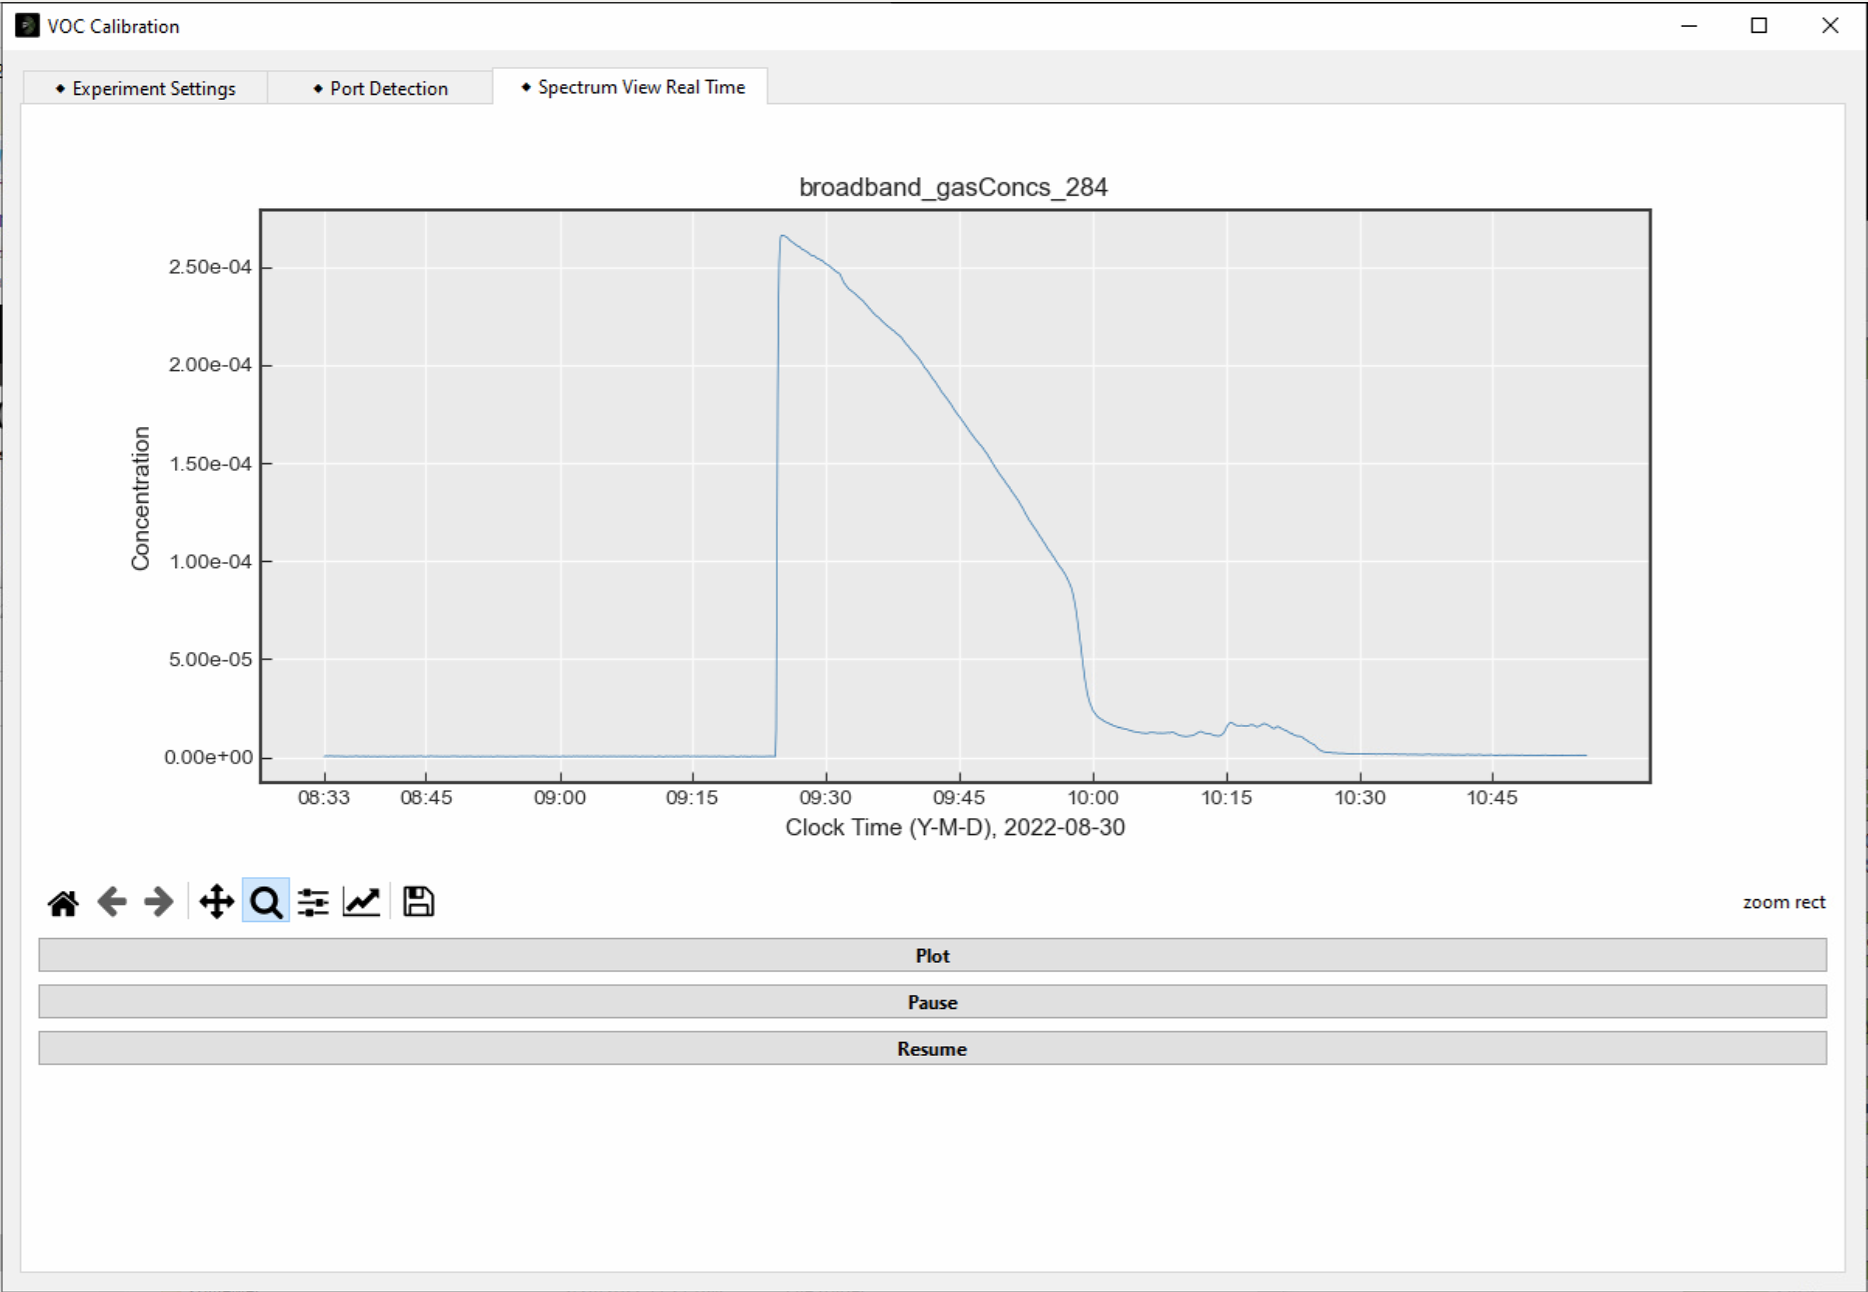 VOC Calibration
Experiment Settings
Port Detection
Spectrum View Real Time
broadband_gasConcs_284
2.50e-04
2.00e-04
1.50e-04
1.00e-04
5.00e-05
0.00e+00
Concentration
08:33 08:45 09:00 09:15 09:30 09:45 10:00 10:15 10:30 10:45
Clock Time (Y-M-D), 2022-08-30
zoom rect
Plot
Pause
Resume